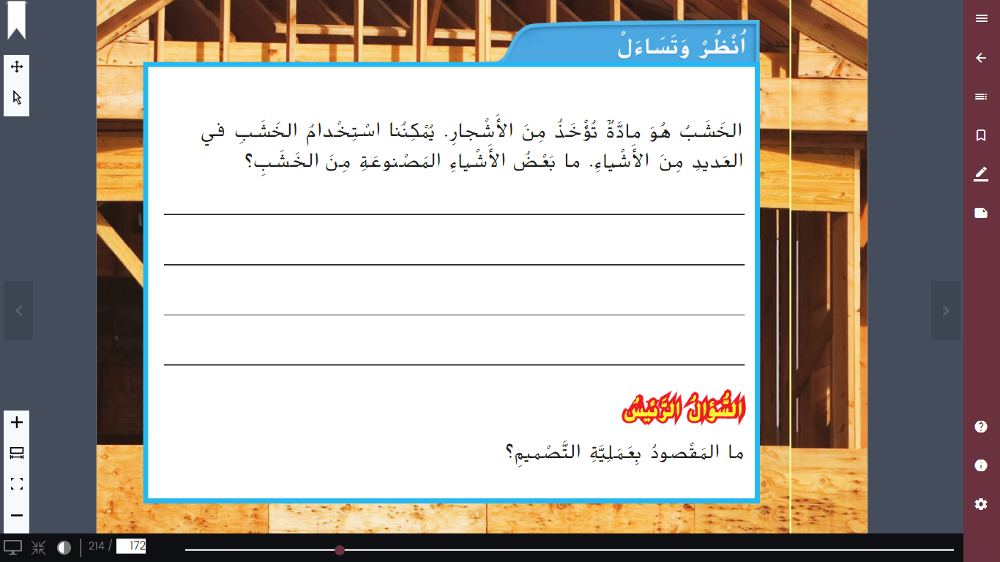 اُنْظُرْ وَتَسَاءَلْ
الخَشَبُ هُوَ مادَّةٌ تُؤْخَذُ مِنَ الأَشْجارِ. يُمْكِنُنا اسْتِخْدامُ الخَشَبِ في
العَديدِ مِنَ الأَشْياءِ. ما بَعْضُ الأَشْياءِ المَصْنوعَةِ مِنَ الخَشَبِ؟
السُّؤالُ الرَّئيسُ
ما المَقْصودُ بِعَمَلِيَّةِ التَّصْميمِ؟
214 / 172